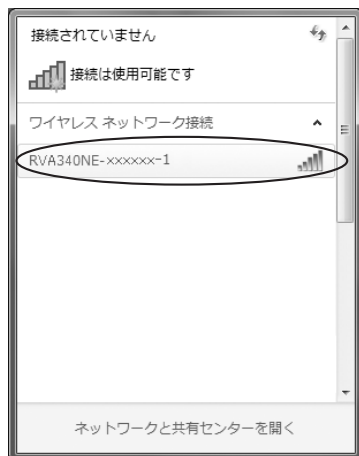 接続されていません
接続は使用可能です
ワイヤレス ネットワーク接続
RVA340NE-××××××-1
ネットワークと共有センターを開く